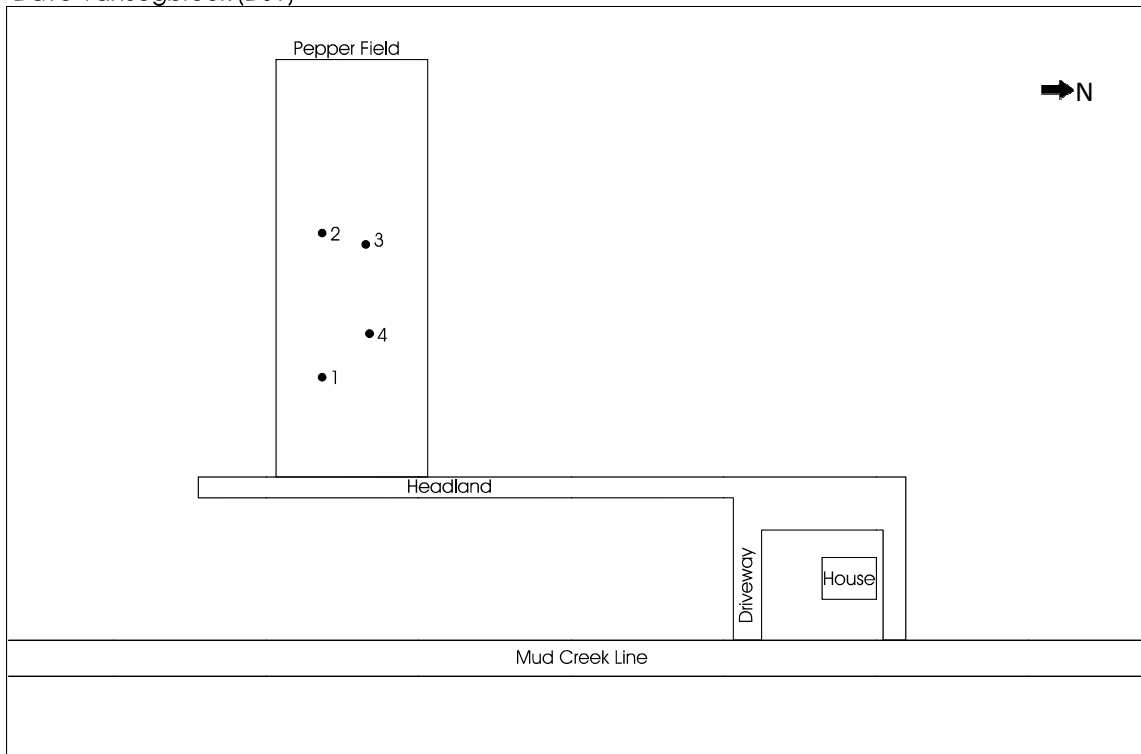 Pepper Field
N
2
3
4
1
Headland
Driveway
House
Mud Creek Line